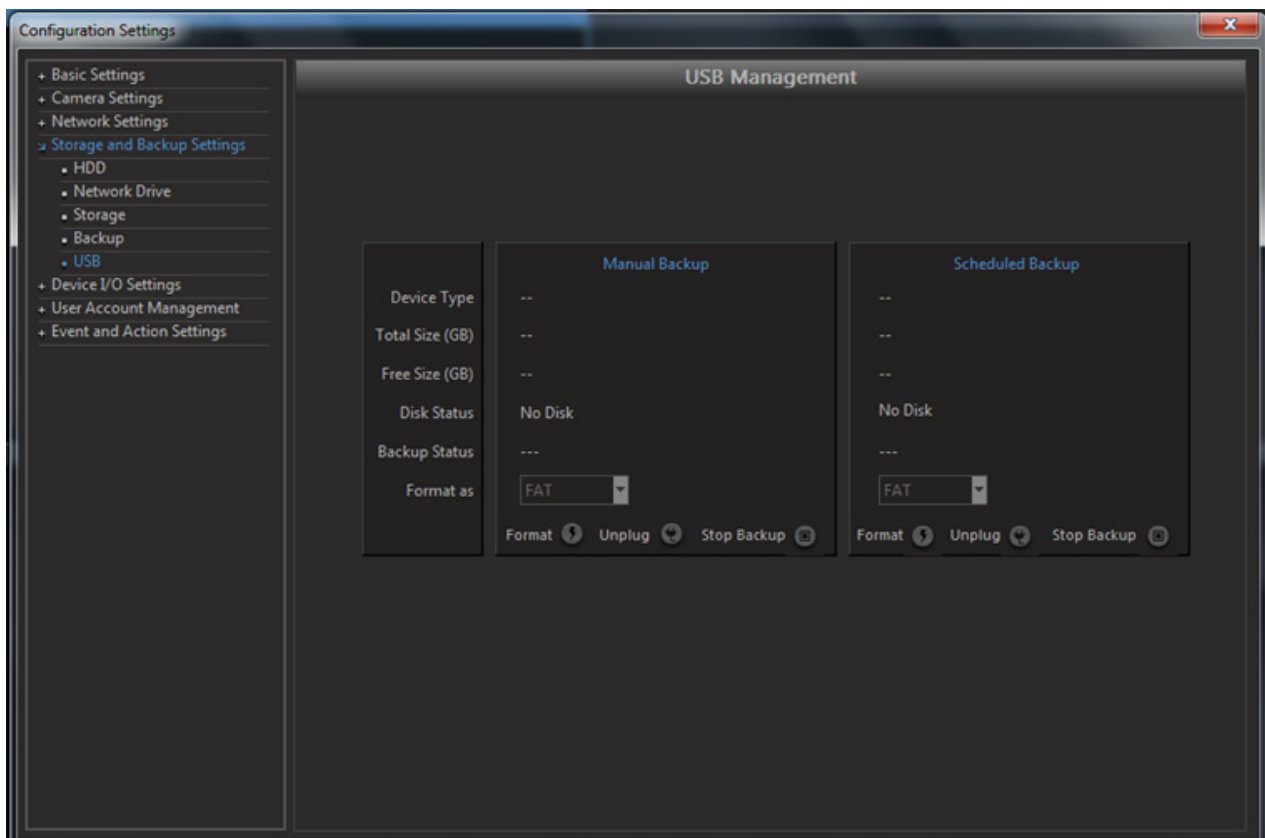 Configuration Settings
+ Basic Settings
+ Camera Settings
+ Network Settings
Storage and Backup Settings
• HDD
• Network Drive
• Storage
• Backup
• USB
+ Device I/O Settings
+ User Account Management
+ Event and Action Settings
USB Management
Manual Backup Scheduled Backup
Device Type -- --
Total Size (GB) -- --
Free Size (GB) -- --
Disk Status No Disk No Disk
Backup Status --- ---
Format as FAT FAT
Format Unplug Stop Backup Format Unplug Stop Backup